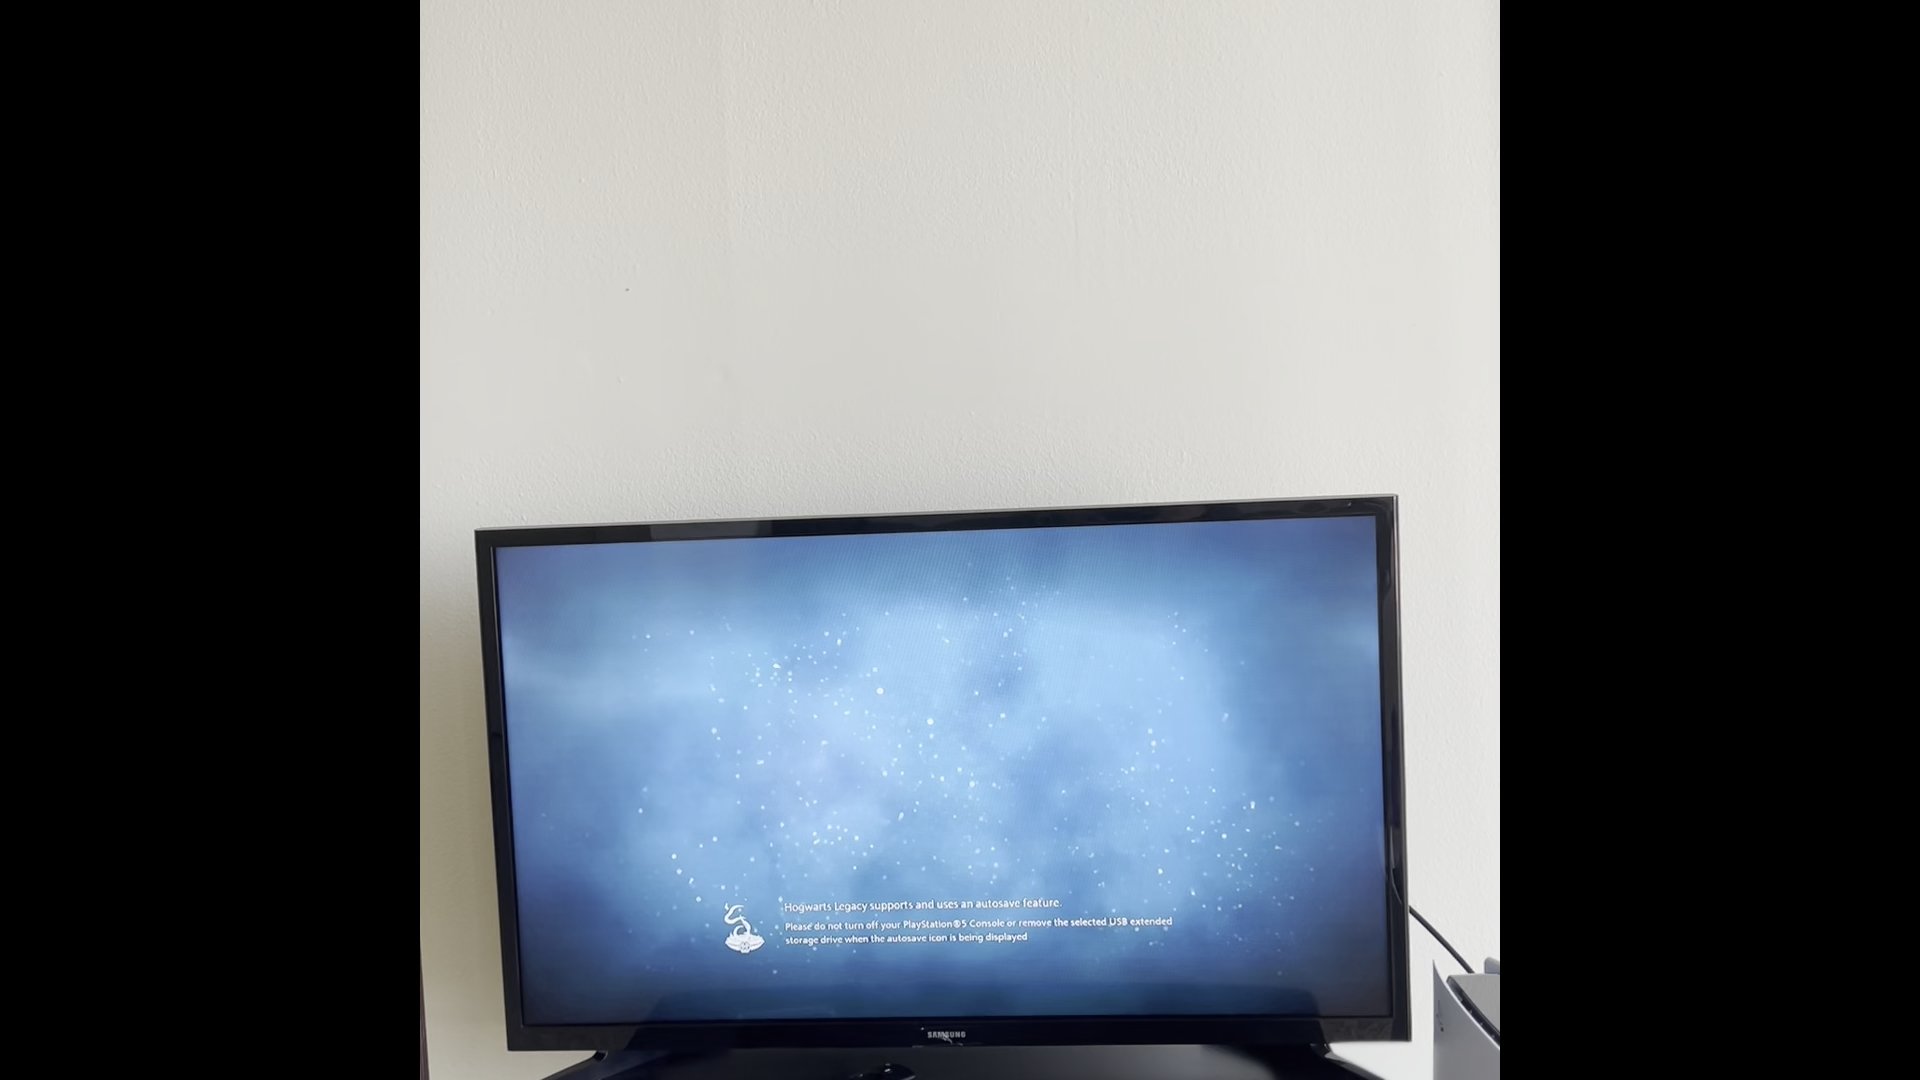 Hogwarts Legacy supports and uses an autosave feature.
Please do not turn off your PlayStation®5 Console or remove the selected USB extended
storage drive when the autosave icon is being displayed
SAMSUNG